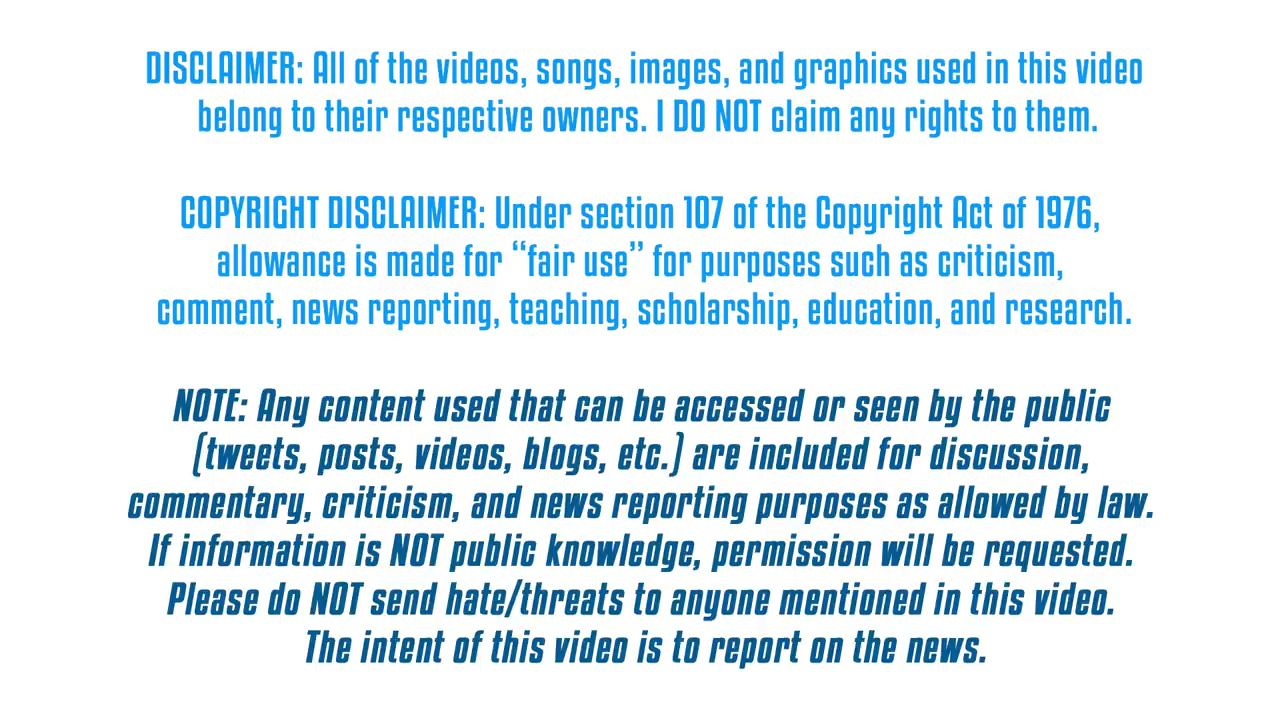 DISCLAIMER: All of the videos, songs, images, and graphics used in this video
belong to their respective owners. I DO NOT claim any rights to them.
COPYRIGHT DISCLAIMER: Under section 107 of the Copyright Act of 1976,
allowance is made for “fair use” for purposes such as criticism,
comment, news reporting, teaching, scholarship, education, and research.
NOTE: Any content used that can be accessed or seen by the public
(tweets, posts, videos, blogs, etc.) are included for discussion,
commentary, criticism, and news reporting purposes as allowed by law.
If information is NOT public knowledge, permission will be requested.
Please do NOT send hate/threats to anyone mentioned in this video.
The intent of this video is to report on the news.